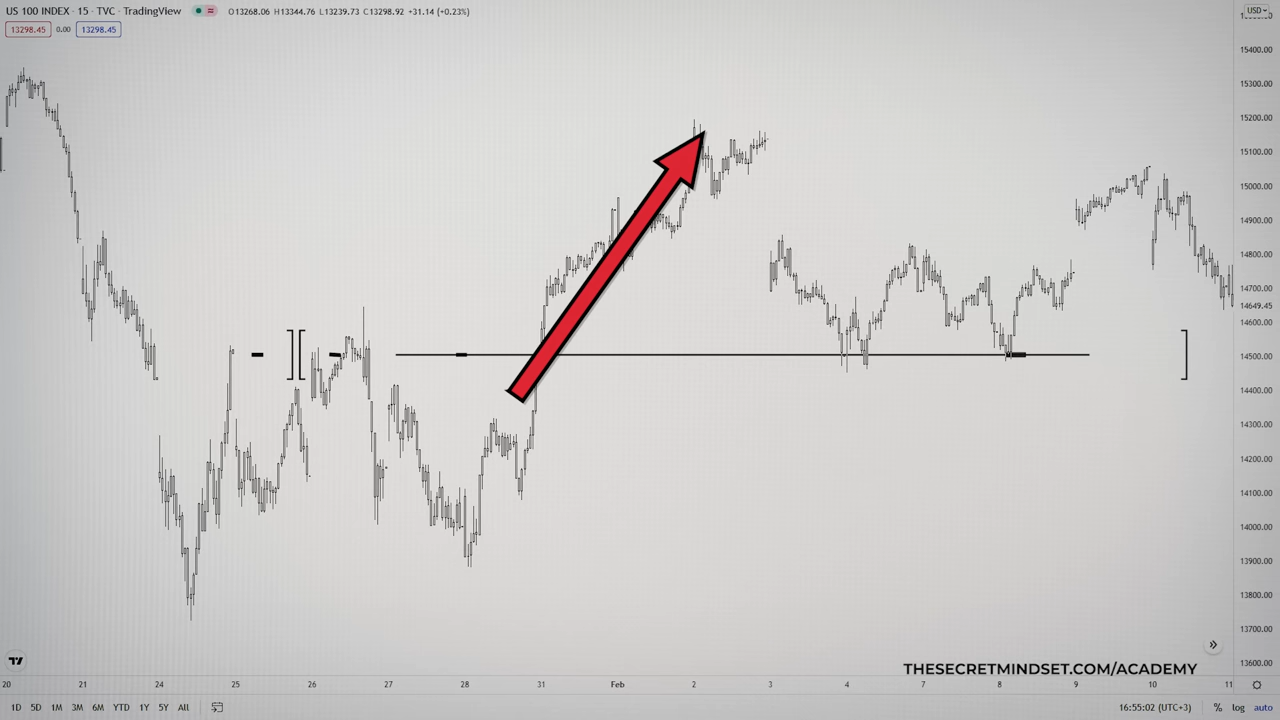 US 100 INDEX · 15 · TVC · TradingView
O13268.06 H13344.76 L13239.73 C13298.92 +31.14 (+0.23%)
13298.45 0.00 13298.45
USD
15400.00
15300.00
15200.00
15100.00
15000.00
14900.00
14800.00
14700.00
14649.45
14600.00
14500.00
14400.00
14300.00
14200.00
14100.00
14000.00
13900.00
13800.00
13700.00
13600.00
THESECRETMINDSET.COM/ACADEMY
20 21 24 25 26 27 28 31 Feb 2 3 4 7 8 9 10 11
1D 5D 1M 3M 6M YTD 1Y 5Y All
16:55:02 (UTC+3) % log auto